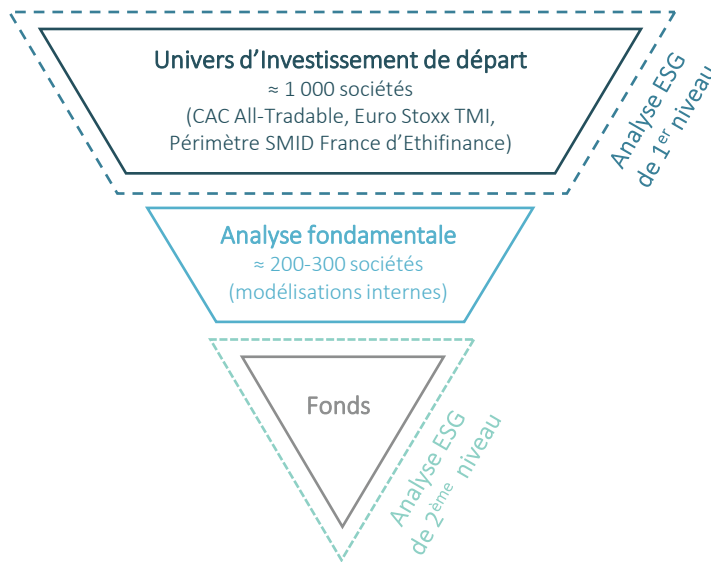 Univers d’Investissement de départ
≈ 1 000 sociétés
(CAC All-Tradable, Euro Stoxx TMI,
Périmètre SMID France d’Ethifinance)
Analyse ESG
de 1er niveau
Analyse fondamentale
≈ 200-300 sociétés
(modélisations internes)
Fonds
Analyse ESG
de 2ème niveau